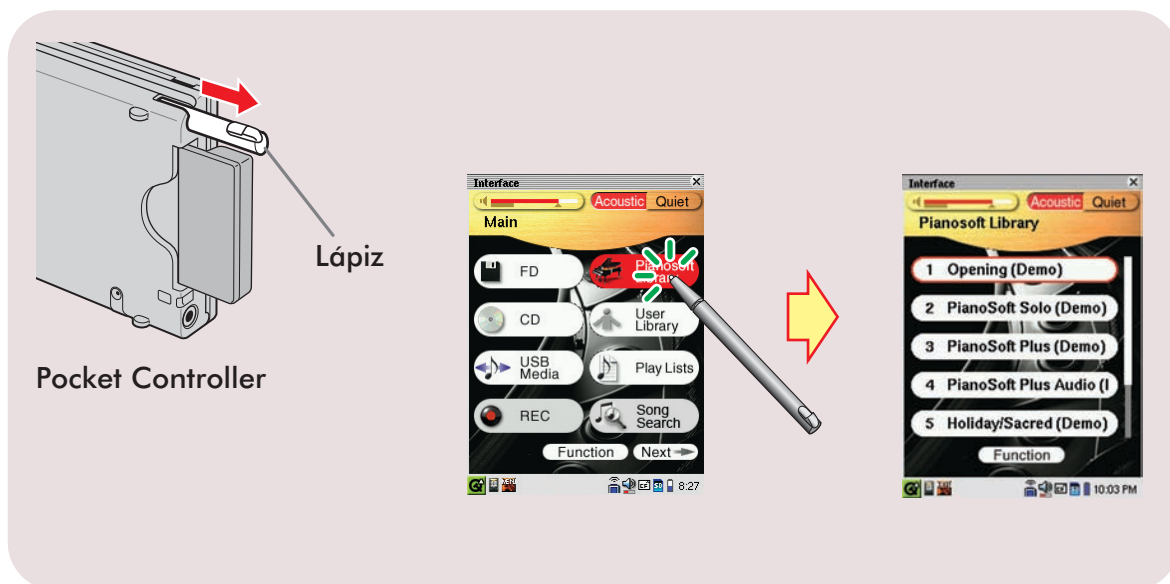 Lápiz
Pocket Controller
Interface
Acoustic Quiet
Main
FD
Pianosoft
Library
CD
User
Library
USB
Media
Play Lists
REC
Song
Search
Function
Next
8:27
Interface
Acoustic Quiet
Pianosoft Library
1 Opening (Demo)
2 PianoSoft Solo (Demo)
3 PianoSoft Plus (Demo)
4 PianoSoft Plus Audio (
5 Holiday/Sacred (Demo)
Function
10:03 PM